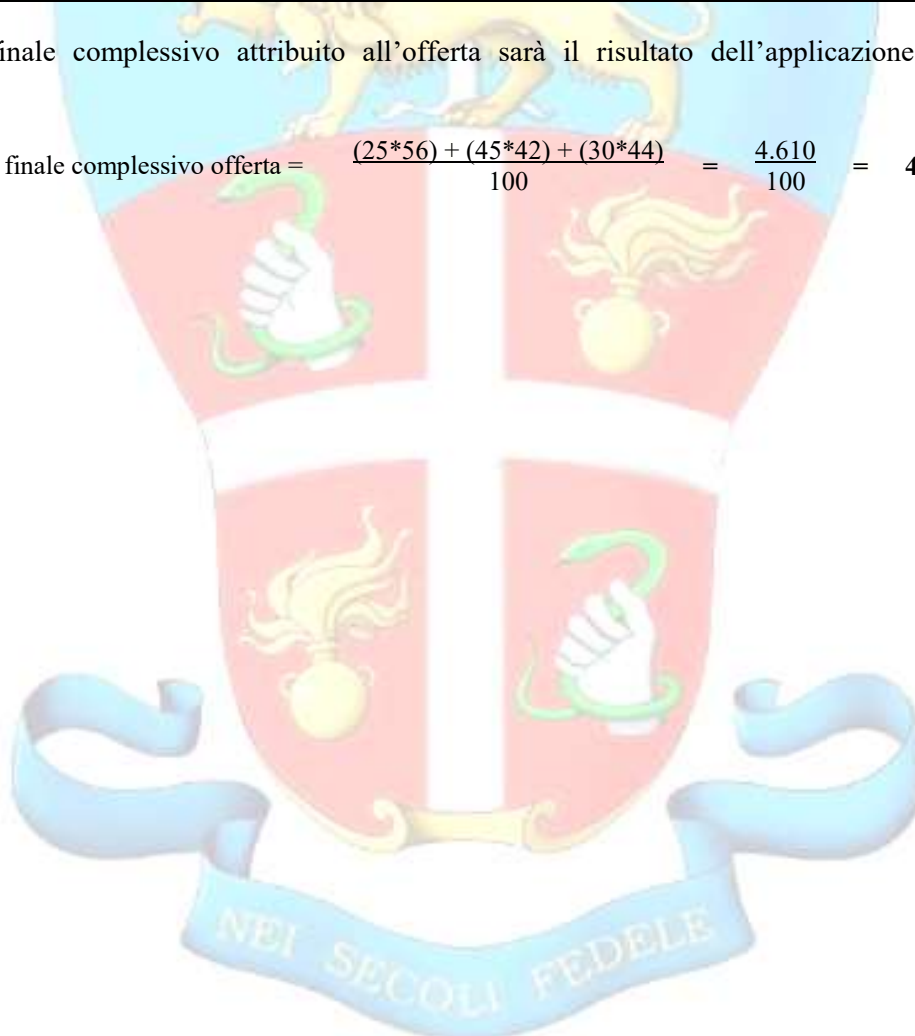 finale complessivo attribuito all’offerta sarà il risultato dell’applicazione
finale complessivo offerta = (25*56) + (45*42) + (30*44) = 4.610 = 4
100 100
NEI SECOLI FEDELE